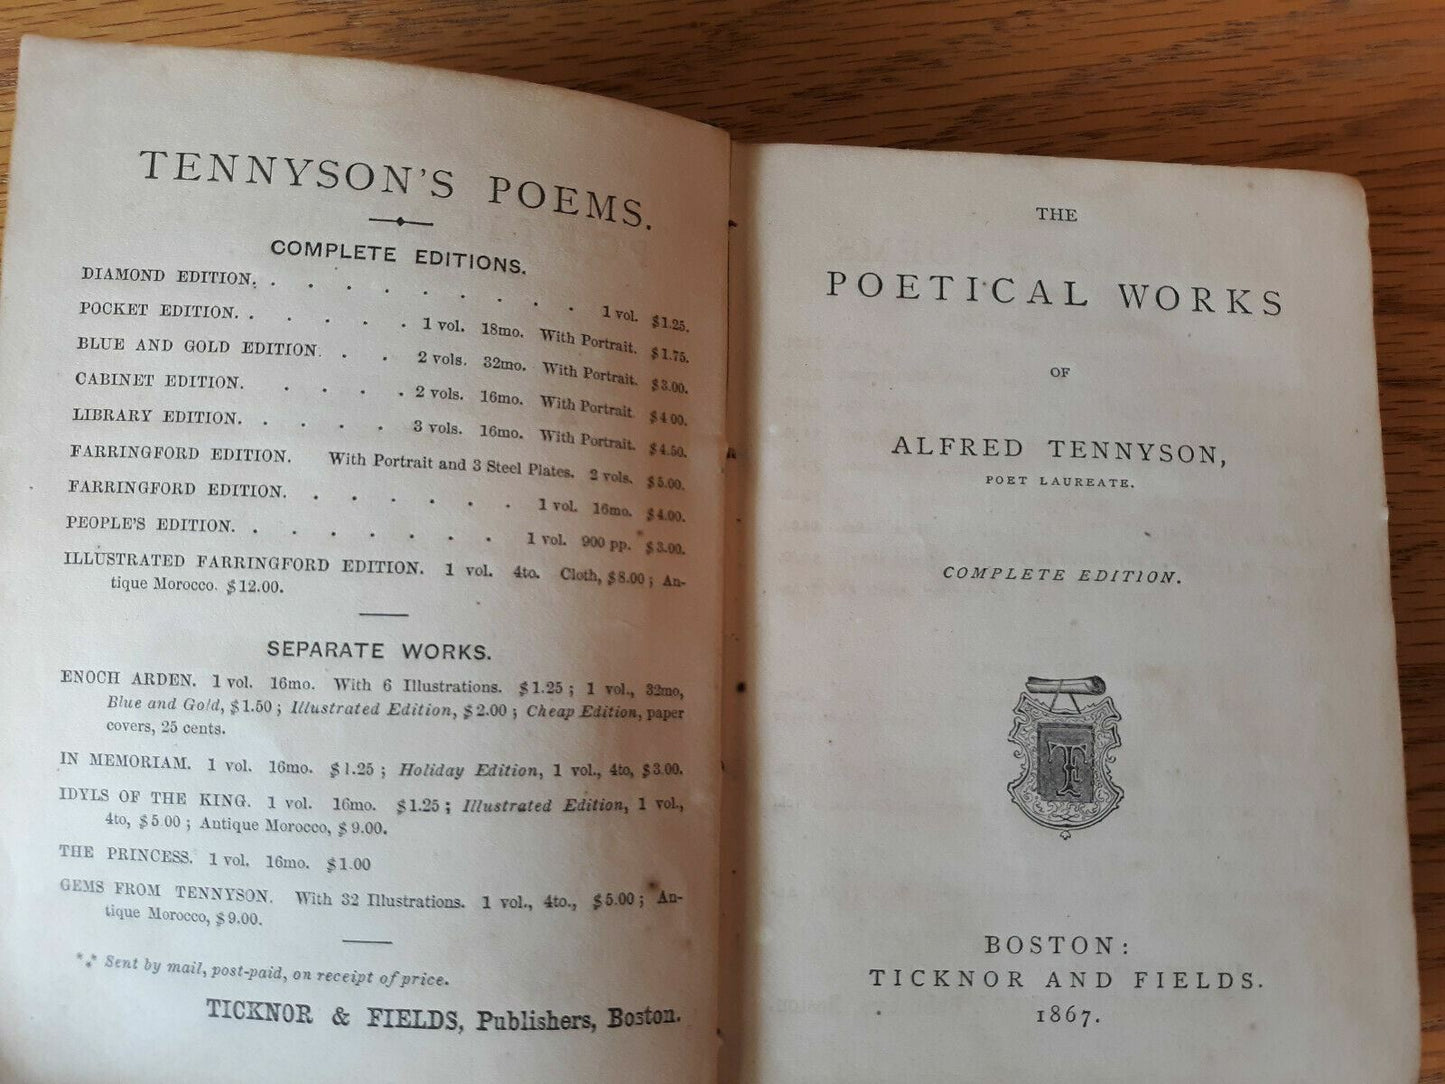 TENNYSON'S POEMS.
COMPLETE EDITIONS.
DIAMOND EDITION. . . . . . . . . . 1 vol. $1.25.
POCKET EDITION. . . . . . 1 vol. 18mo. With Portrait. $1.75.
BLUE AND GOLD EDITION. . . 2 vols. 32mo. With Portrait. $3.00.
CABINET EDITION. . . . . 2 vols. 16mo. With Portrait. $4.00.
LIBRARY EDITION. . . . . 3 vols. 16mo. With Portrait. $4.50.
FARRINGFORD EDITION. With Portrait and 3 Steel Plates. 2 vols. $5.00.
FARRINGFORD EDITION. . . . . . . 1 vol. 16mo. $4.00.
PEOPLE'S EDITION. . . . . . . . 1 vol. 900 pp. $3.00.
ILLUSTRATED FARRINGFORD EDITION. 1 vol. 4to. Cloth, $8.00; An-
tique Morocco. $12.00.
SEPARATE WORKS.
ENOCH ARDEN. 1 vol. 16mo. With 6 Illustrations. $1.25; 1 vol., 32mo,
Blue and Gold, $1.50; Illustrated Edition, $2.00; Cheap Edition, paper
covers, 25 cents.
IN MEMORIAM. 1 vol. 16mo. $1.25; Holiday Edition, 1 vol., 4to, $3.00.
IDYLS OF THE KING. 1 vol. 16mo. $1.25; Illustrated Edition, 1 vol.,
4to, $5.00; Antique Morocco, $9.00.
THE PRINCESS. 1 vol. 16mo. $1.00
GEMS FROM TENNYSON. With 32 Illustrations. 1 vol., 4to., $5.00; An-
tique Morocco, $9.00.
*** Sent by mail, post-paid, on receipt of price.
TICKNOR & FIELDS, Publishers, Boston.
THE
POETICAL WORKS
OF
ALFRED TENNYSON,
POET LAUREATE.
COMPLETE EDITION.
TF
BOSTON:
TICKNOR AND FIELDS.
1867.